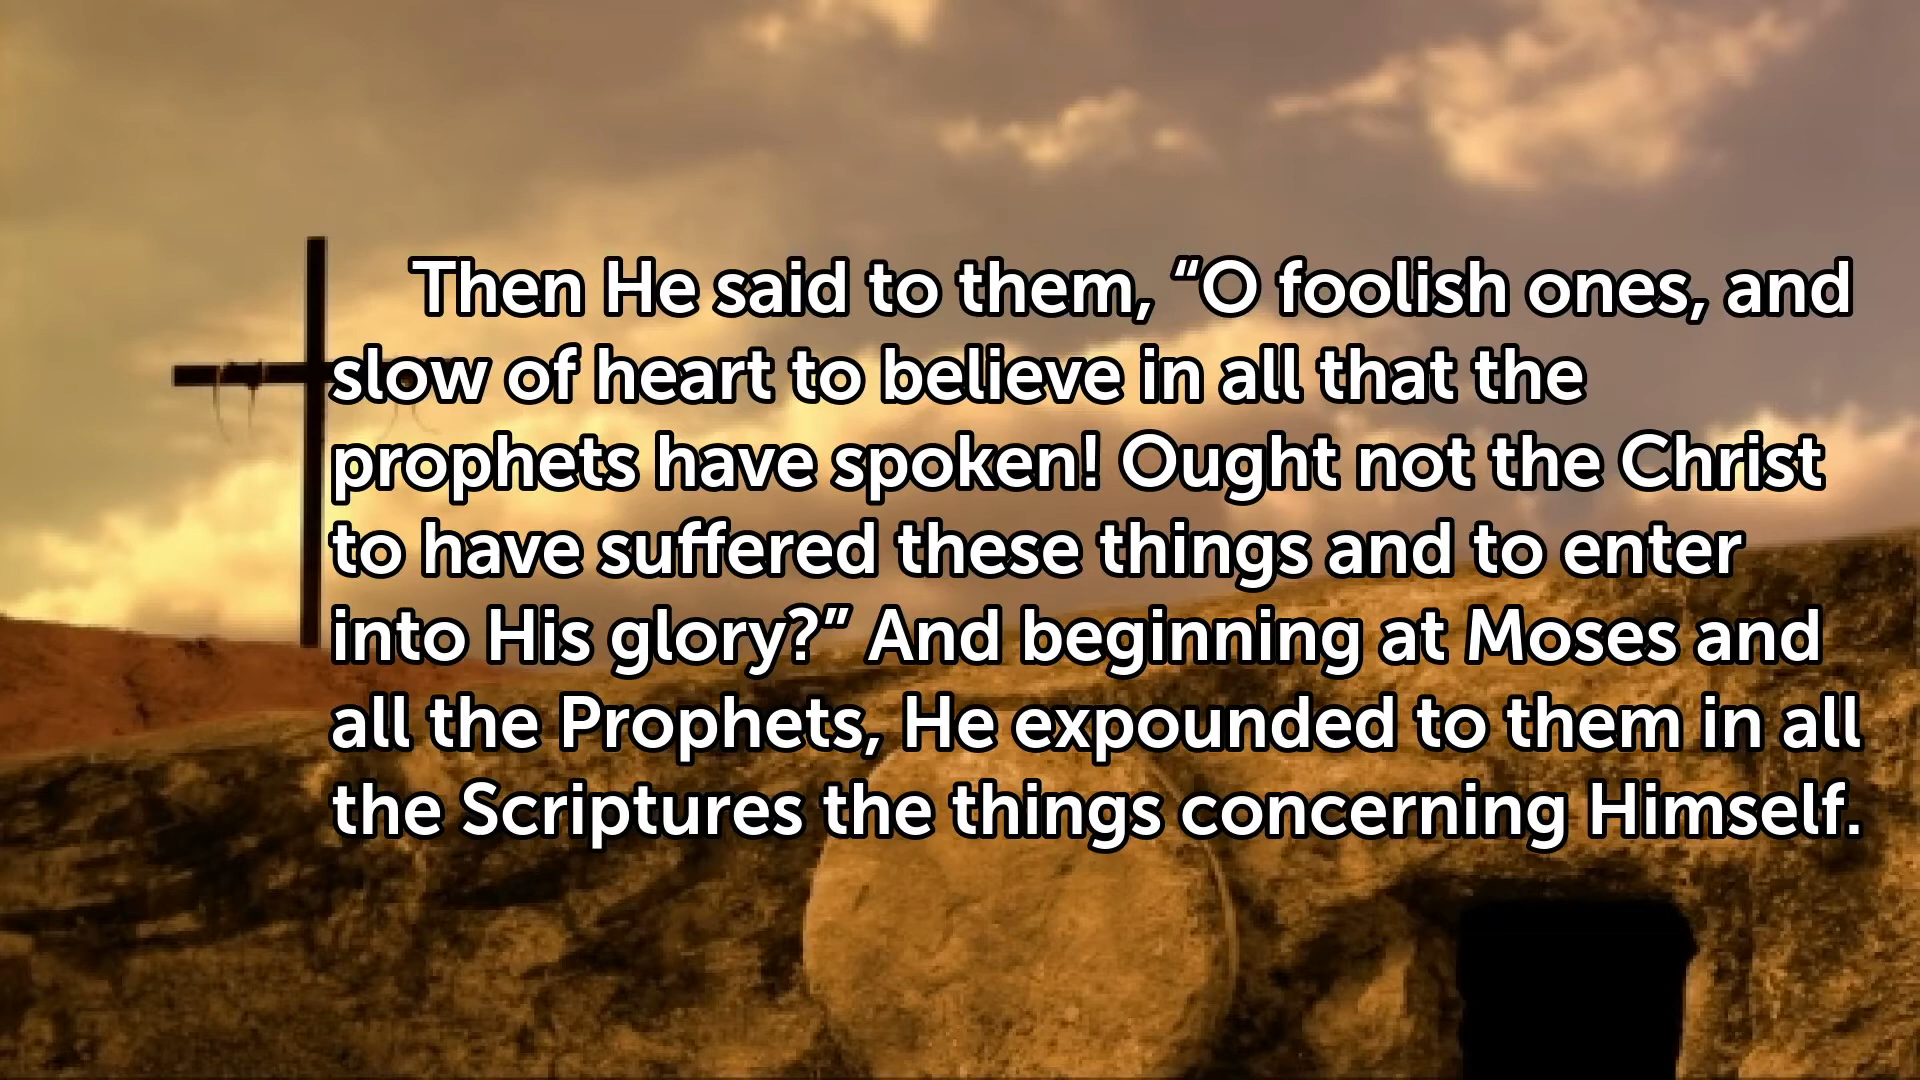 Then He said to them, “O foolish ones, and
slow of heart to believe in all that the
prophets have spoken! Ought not the Christ
to have suffered these things and to enter
into His glory?” And beginning at Moses and
all the Prophets, He expounded to them in all
the Scriptures the things concerning Himself.